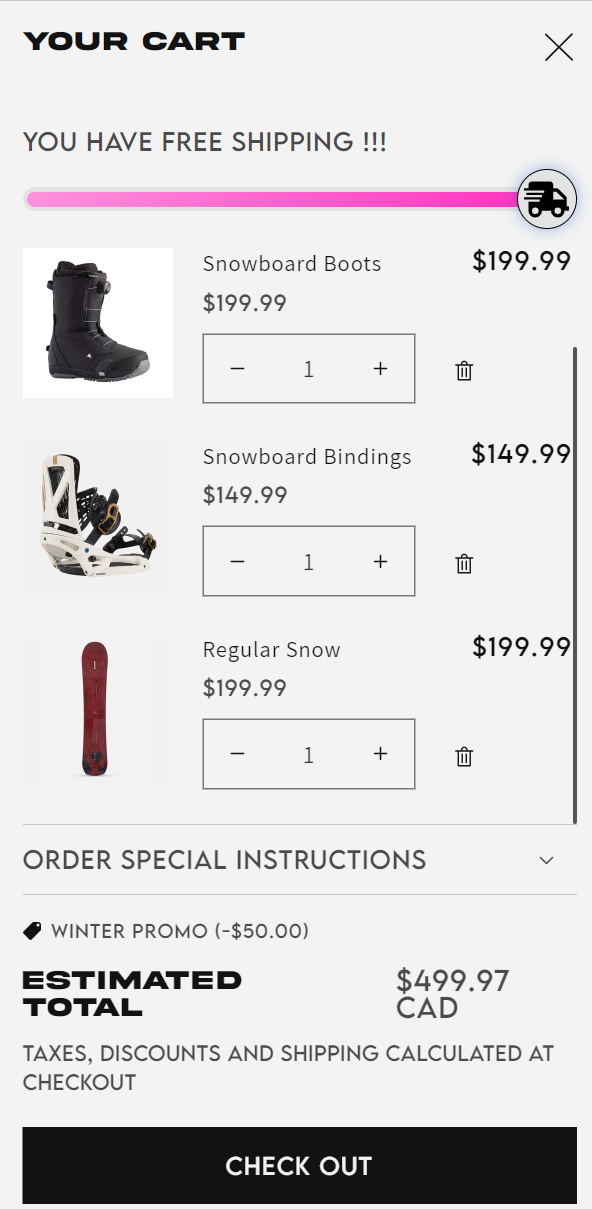 YOUR CART
YOU HAVE FREE SHIPPING !!!
Snowboard Boots $199.99
$199.99
− 1 +
Snowboard Bindings $149.99
$149.99
− 1 +
Regular Snow $199.99
$199.99
− 1 +
ORDER SPECIAL INSTRUCTIONS
WINTER PROMO (-$50.00)
ESTIMATED TOTAL $499.97 CAD
TAXES, DISCOUNTS AND SHIPPING CALCULATED AT
CHECKOUT
CHECK OUT